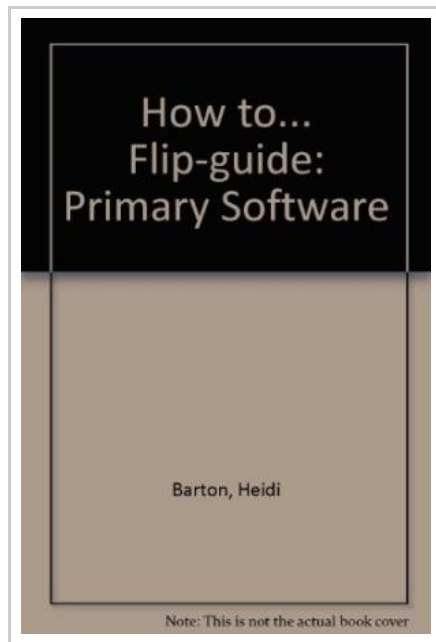 How to...
Flip-guide:
Primary Software
Barton, Heidi
Note: This is not the actual book cover